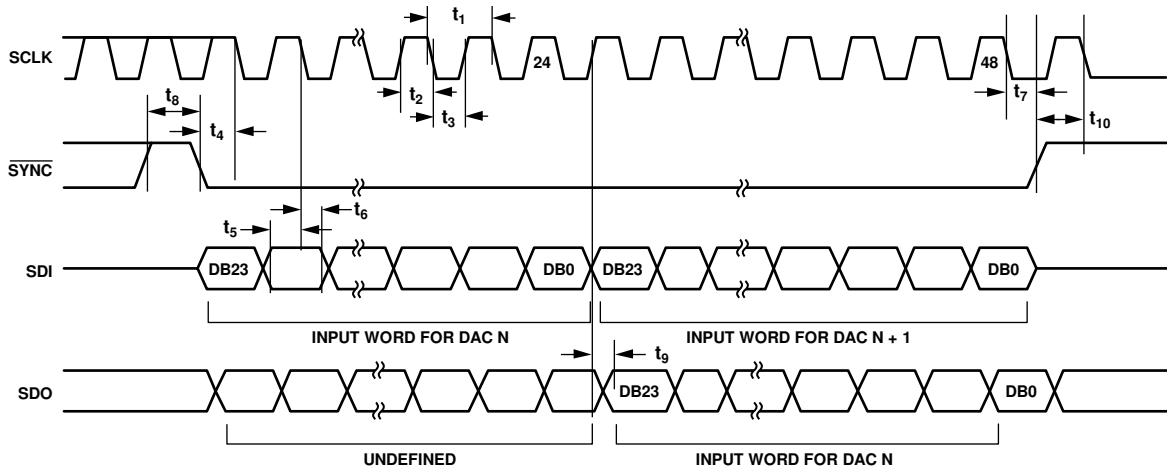 t1
SCLK
24
48
t2
t3
t7
t8
t4
t10
SYNC
t5
t6
SDI
DB23
DB0
DB23
DB0
INPUT WORD FOR DAC N
INPUT WORD FOR DAC N + 1
t9
SDO
DB23
DB0
UNDEFINED
INPUT WORD FOR DAC N